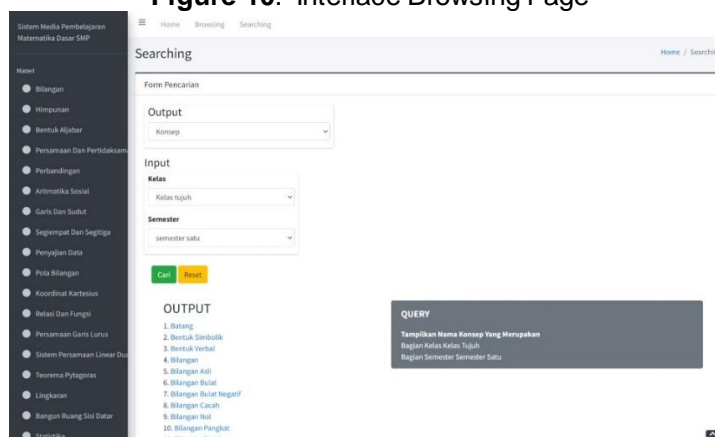 Figure 10. Interface Browsing Page
Sistem Media Pembelajaran
Matematika Dasar SMP
Materi
Bilangan
Himpunan
Bentuk Aljabar
Persamaan Dan Pertidaksam
Perbandingan
Aritmatika Sosial
Garis Dan Sudut
Segiempat Dan Segitiga
Penyajian Data
Pola Bilangan
Koordinat Kartesius
Relasi Dan Fungsi
Persamaan Garis Lurus
Sistem Persamaan Linear Dua
Teorema Pytagoras
Lingkaran
Bangun Ruang Sisi Datar
Statistika
Home Browsing Searching
Searching
Home / Searchin
Form Pencarian
Output
Konsep
Input
Kelas
Kelas tujuh
Semester
semester satu
Cari Reset
OUTPUT
1. Batang
2. Bentuk Simbolik
3. Bentuk Verbal
4. Bilangan
5. Bilangan Asli
6. Bilangan Bulat
7. Bilangan Bulat Negatif
8. Bilangan Cacah
9. Bilangan Nol
10. Bilangan Pangkat
QUERY
Tampilkan Nama Konsep Yang Merupakan
Bagian Kelas Kelas Tujuh
Bagian Semester Semester Satu